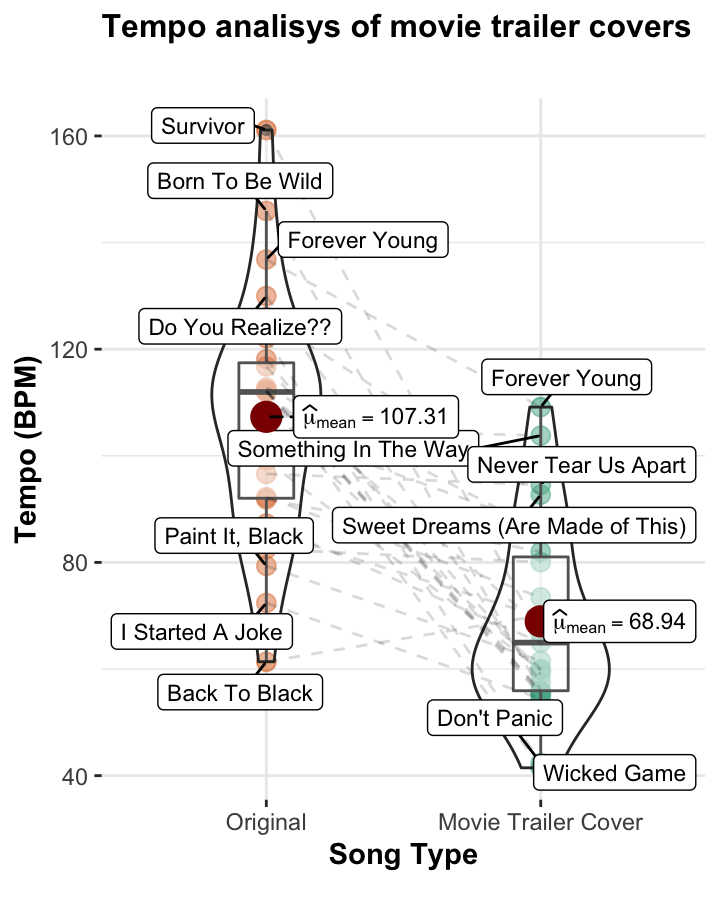 Tempo analisys of movie trailer covers
160
Survivor
Born To Be Wild
Forever Young
Do You Realize??
120
Forever Young
μ̂mean = 107.31
Something In The Way
Never Tear Us Apart
Sweet Dreams (Are Made of This)
Paint It, Black
80
I Started A Joke
μ̂mean = 68.94
Back To Black
Don't Panic
Wicked Game
40
Tempo (BPM)
Original
Movie Trailer Cover
Song Type